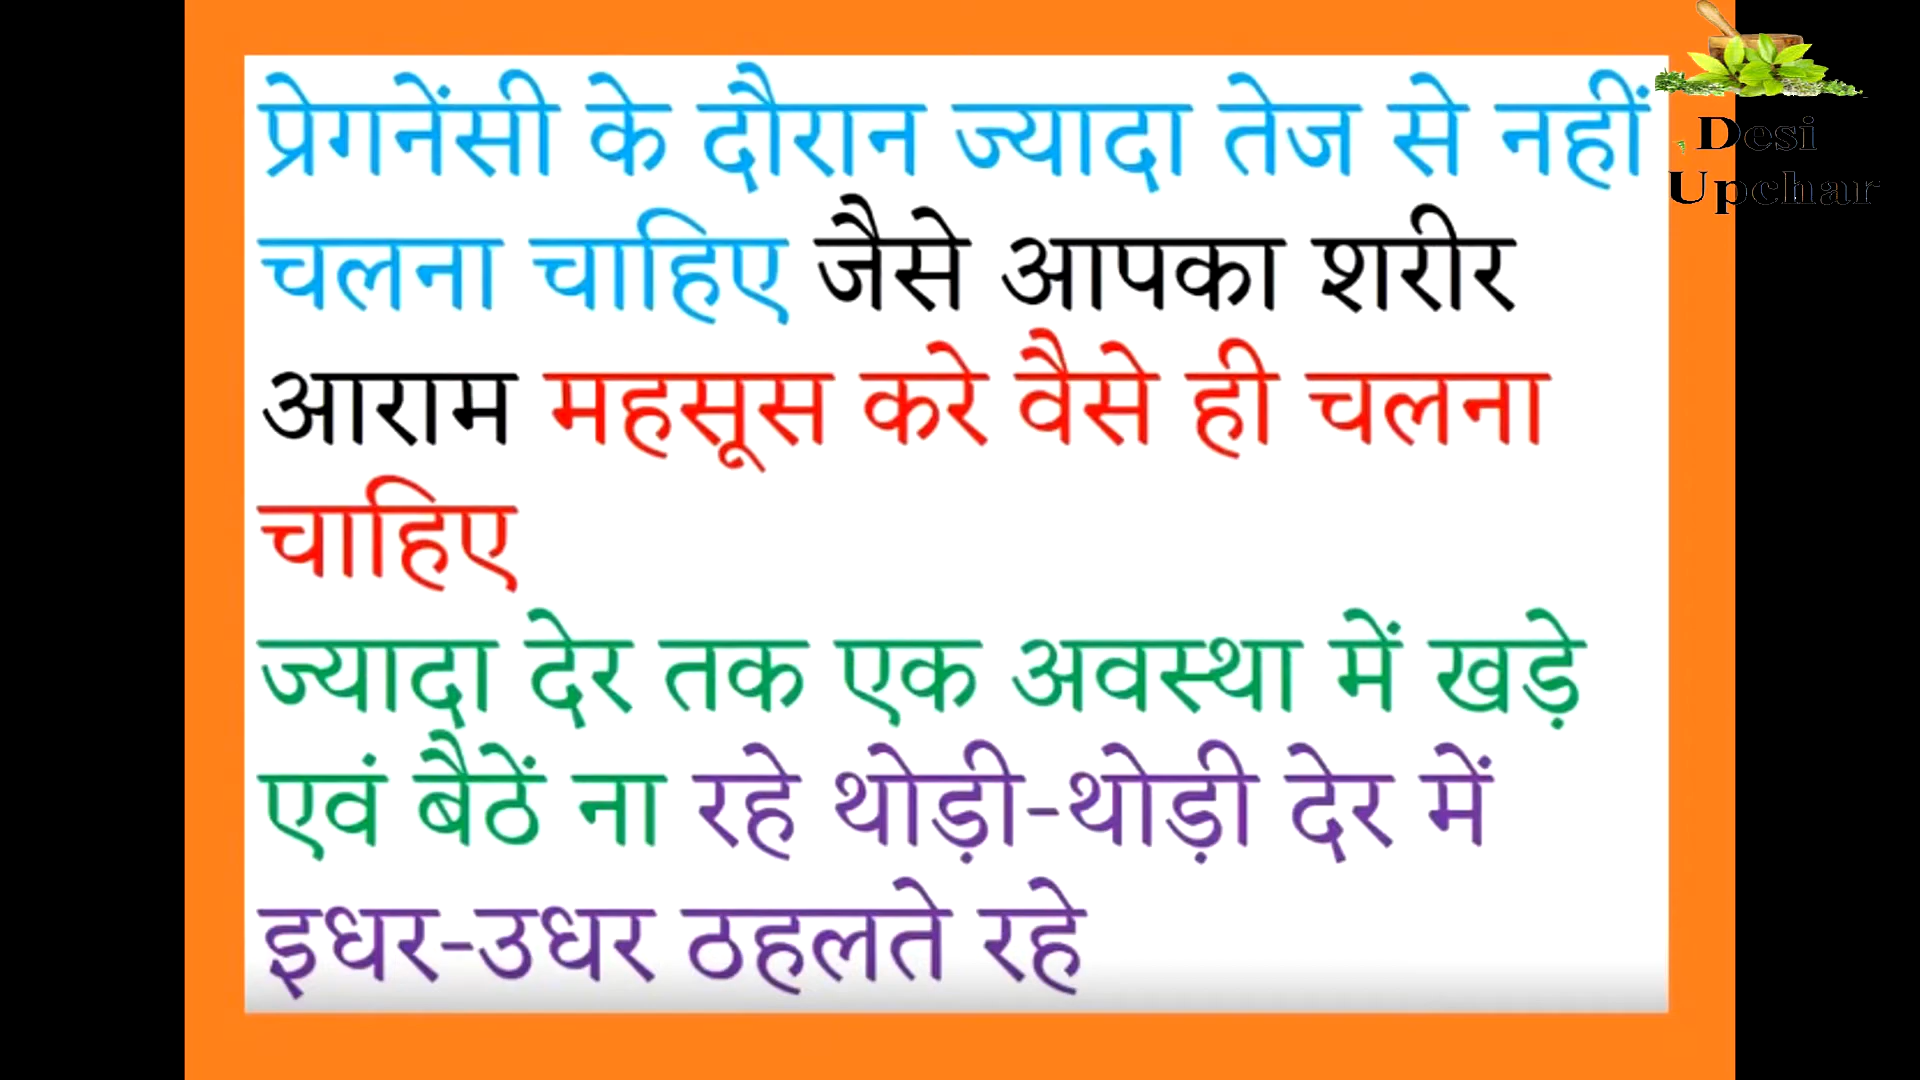 प्रेगनेंसी के दौरान ज्यादा तेज से नहीं
चलना चाहिए जैसे आपका शरीर
आराम महसूस करे वैसे ही चलना
चाहिए
ज्यादा देर तक एक अवस्था में खड़े
एवं बैठें ना रहे थोड़ी-थोड़ी देर में
इधर-उधर ठहलते रहे
Desi
Upchar